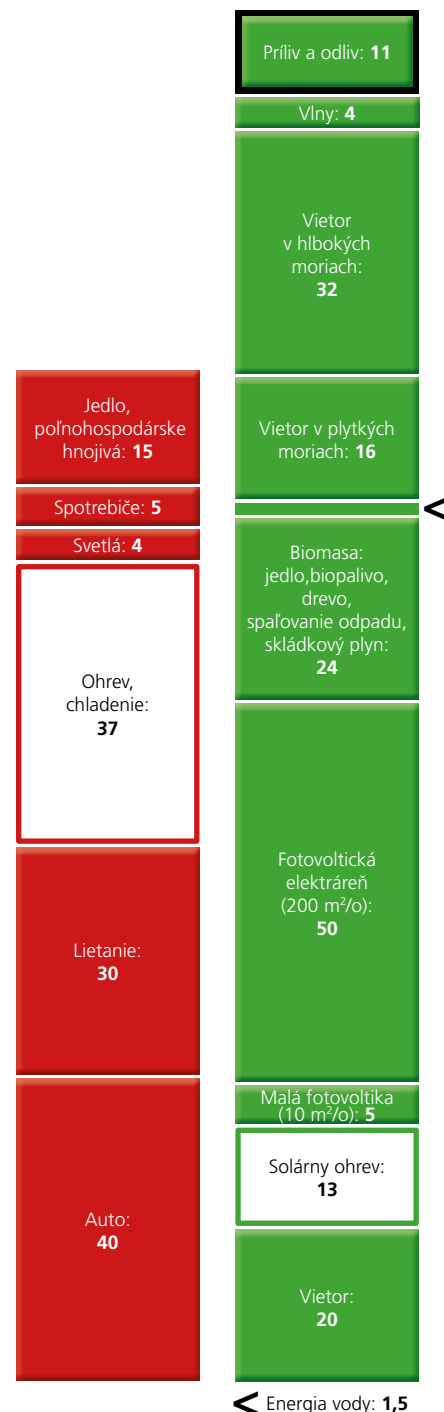 Príliv a odliv: 11
Vlny: 4
Vietor
v hlbokých
moriach:
32
Jedlo,
poľnohospodárske
hnojivá: 15
Vietor v plytkých
moriach: 16
<
Spotrebiče: 5
Svetlá: 4
Biomasa:
jedlo,biopalivo,
drevo,
spaľovanie odpadu,
skládkový plyn:
24
Ohrev,
chladenie:
37
Fotovoltická
elektráreň
(200 m²/o):
50
Lietanie:
30
Malá fotovoltika
(10 m²/o): 5
Solárny ohrev:
13
Auto:
40
Vietor:
20
< Energia vody: 1,5